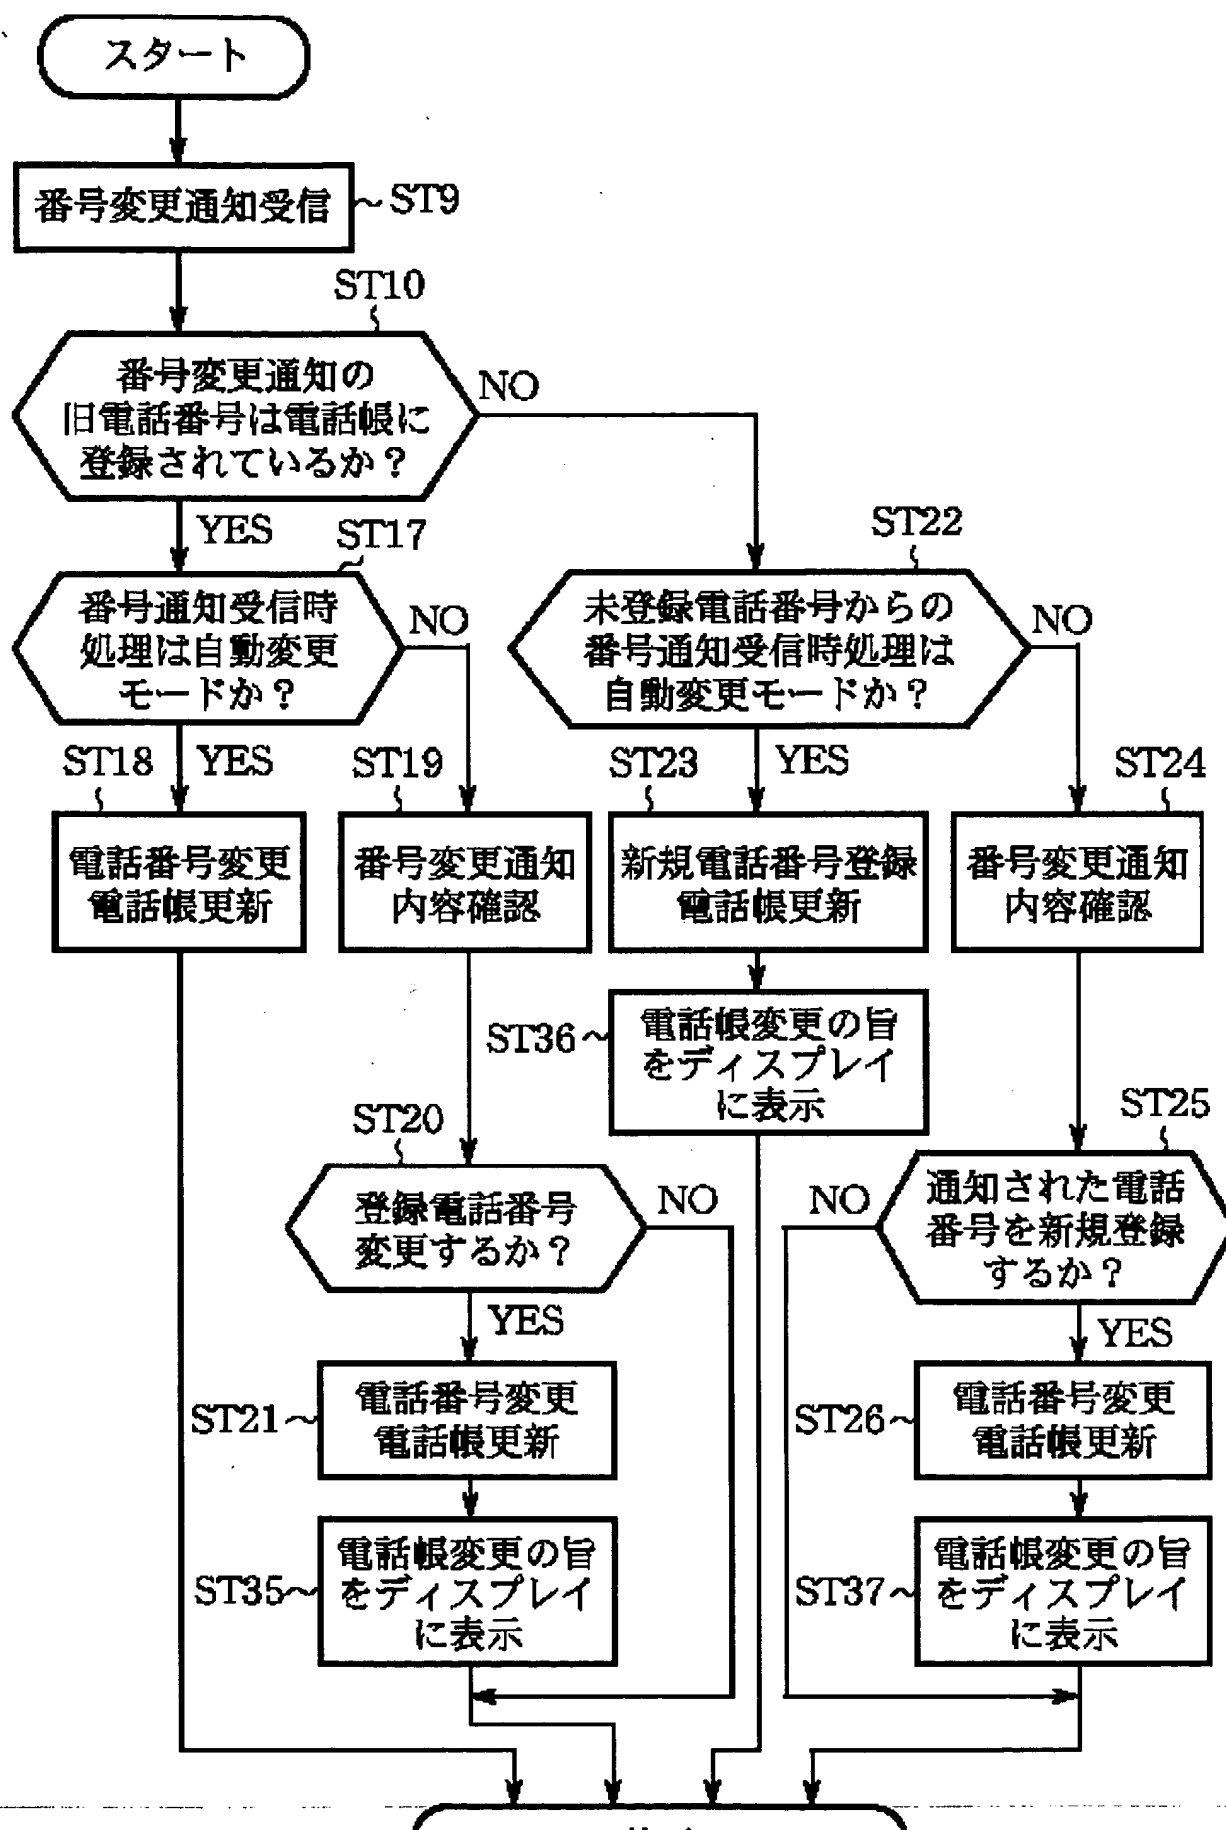 スタート
番号変更通知受信
~ST9
ST10
番号変更通知の
旧電話番号は電話帳に
登録されているか?
NO
YES
ST17
番号通知受信時
処理は自動変更
モードか?
NO
ST22
未登録電話番号からの
番号通知受信時処理は
自動変更モードか?
NO
ST18
YES
ST19
ST23
YES
ST24
電話番号変更
電話帳更新
番号変更通知
内容確認
新規電話番号登録
電話帳更新
番号変更通知
内容確認
ST36~
電話帳変更の旨
をディスプレイ
に表示
ST20
登録電話番号
変更するか?
NO
ST25
NO
通知された電話
番号を新規登録
するか?
YES
YES
ST21~
電話番号変更
電話帳更新
ST26~
電話番号変更
電話帳更新
ST35~
電話帳変更の旨
をディスプレイ
に表示
ST37~
電話帳変更の旨
をディスプレイ
に表示